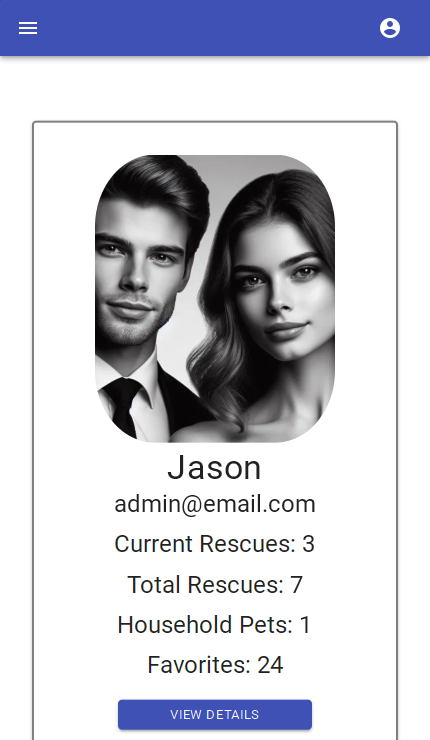 Jason
admin@email.com
Current Rescues: 3
Total Rescues: 7
Household Pets: 1
Favorites: 24
VIEW DETAILS